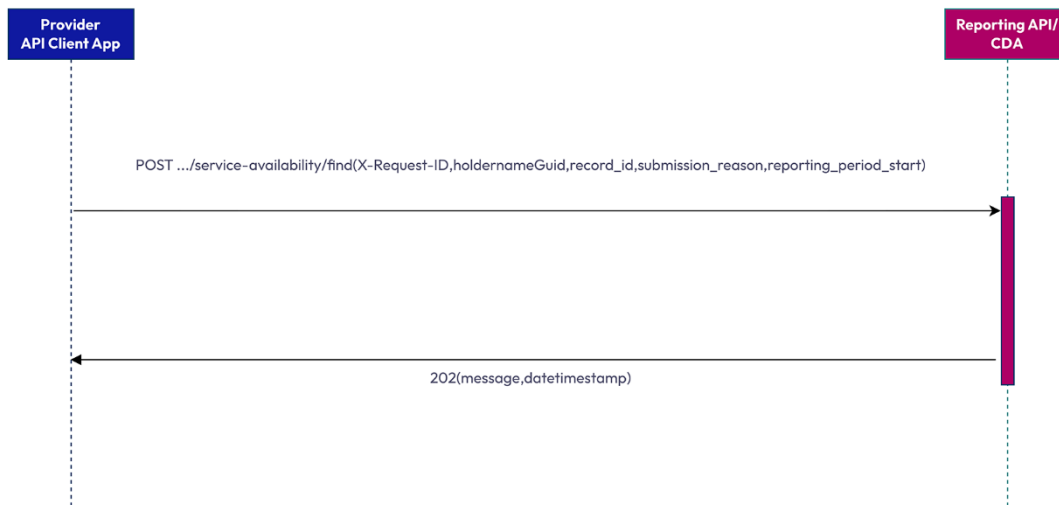 Provider
API Client App
Reporting API/
CDA
POST .../service-availability/find(X-Request-ID,holdernameGuid,record_id,submission_reason,reporting_period_start)
202(message,datetimestamp)